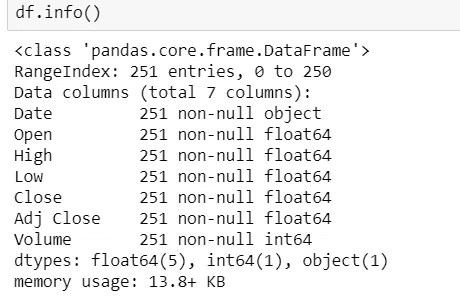 df.info()
<class 'pandas.core.frame.DataFrame'>
RangeIndex: 251 entries, 0 to 250
Data columns (total 7 columns):
Date         251 non-null object
Open         251 non-null float64
High         251 non-null float64
Low          251 non-null float64
Close        251 non-null float64
Adj Close    251 non-null float64
Volume       251 non-null int64
dtypes: float64(5), int64(1), object(1)
memory usage: 13.8+ KB